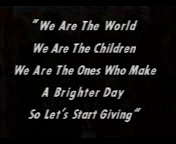 "We Are The World
We Are The Children
We Are The Ones Who Make
A Brighter Day
So Let's Start Giving"